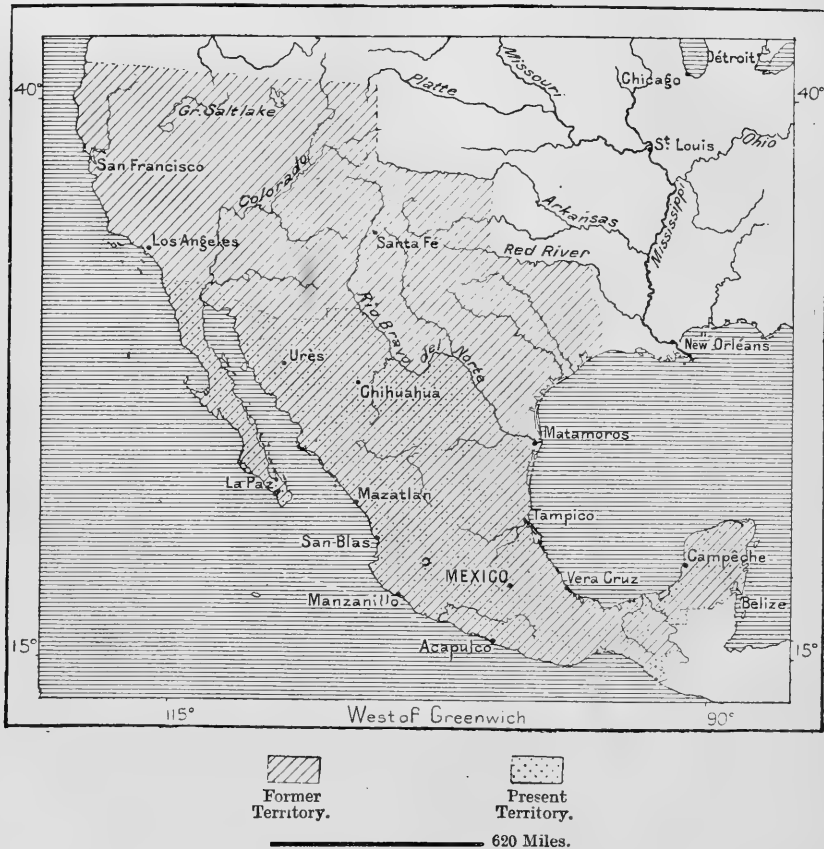 Détroit
Chicago
Missouri
Platte
40°
40°
Gr. Saltlake
St. Louis
Ohio
San Francisco
Colorado
Arkansas
Mississippi
Los Angeles
Santa Fé
Red River
Rio Bravo del Norte
New Orléans
Urès
Chihuahua
Matamoros
La Paz
Mazatlan
Tampico
San Blas
Campêche
MEXICO
Vera Cruz
Manzanillo
Belize
15°
15°
Acapulco
115°
West of Greenwich
90°
Former
Territory.
Present
Territory.
620 Miles.